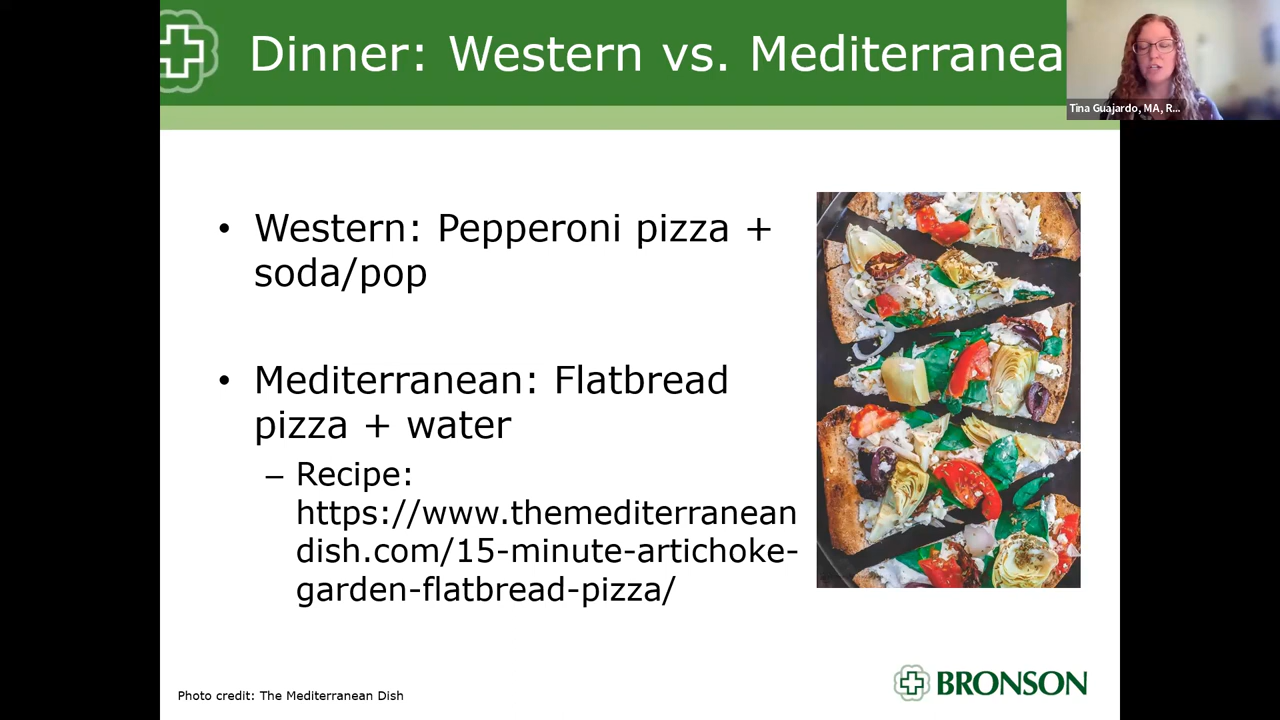 Dinner: Western vs. Mediterranea
Tina Guajardo, MA, R...
• Western: Pepperoni pizza +
soda/pop
• Mediterranean: Flatbread
pizza + water
– Recipe:
https://www.themediterranean
dish.com/15-minute-artichoke-
garden-flatbread-pizza/
Photo credit: The Mediterranean Dish
BRONSON